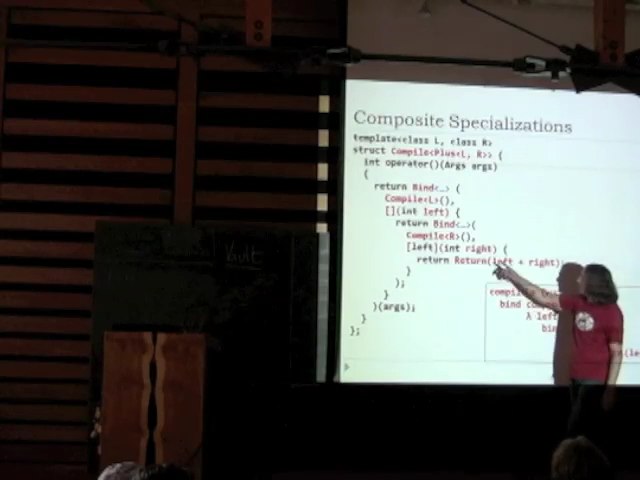 Composite Specializations
template<class L, class R>
struct Compile<Plus<L, R>> {
int operator()(Args args)
{
return Bind<…> (
Compile<L>(),
[](int left) {
return Bind<…>(
Compile<R>(),
[left](int right) {
return Return(left + right);
}
);
}
)(args);
}
};
bind
λ left
Vault